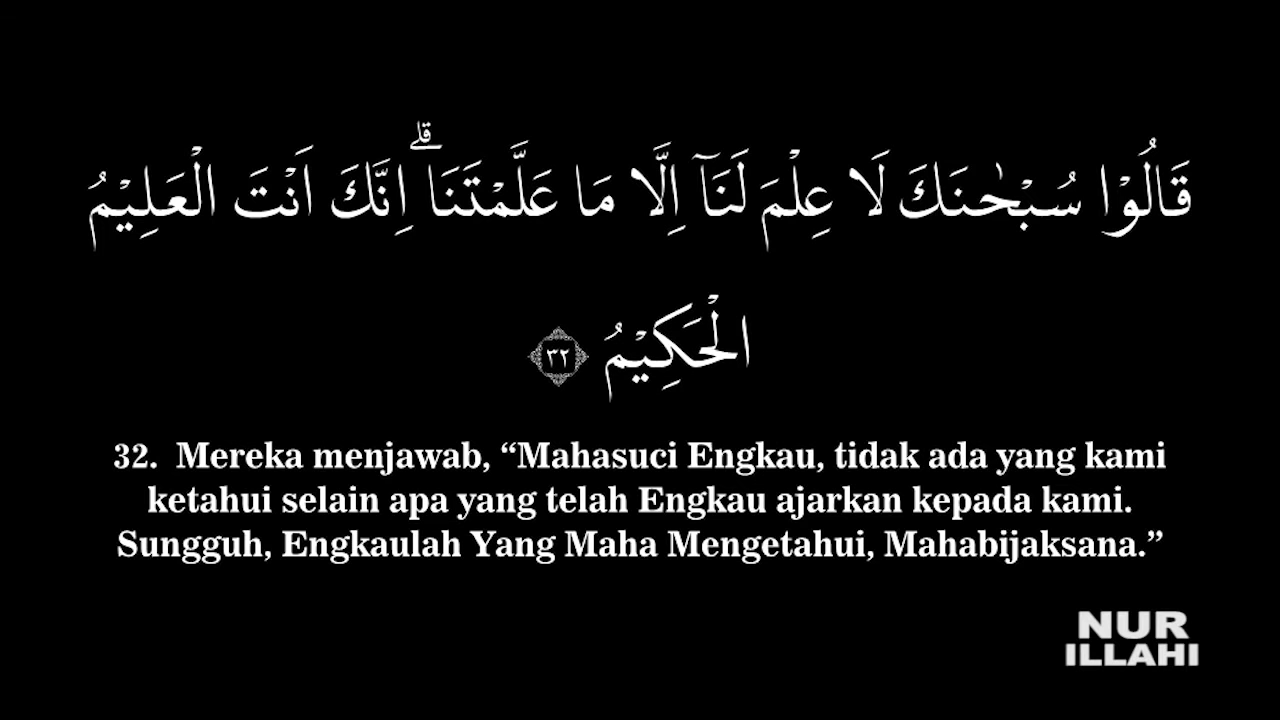 قَالُوْا سُبْحٰنَكَ لَا عِلْمَ لَنَآ اِلَّا مَا عَلَّمْتَنَا ۗاِنَّكَ اَنْتَ الْعَلِيْمُ
الْحَكِيْمُ ٣٢
32. Mereka menjawab, “Mahasuci Engkau, tidak ada yang kami
ketahui selain apa yang telah Engkau ajarkan kepada kami.
Sungguh, Engkaulah Yang Maha Mengetahui, Mahabijaksana.”
NUR
ILLAHI